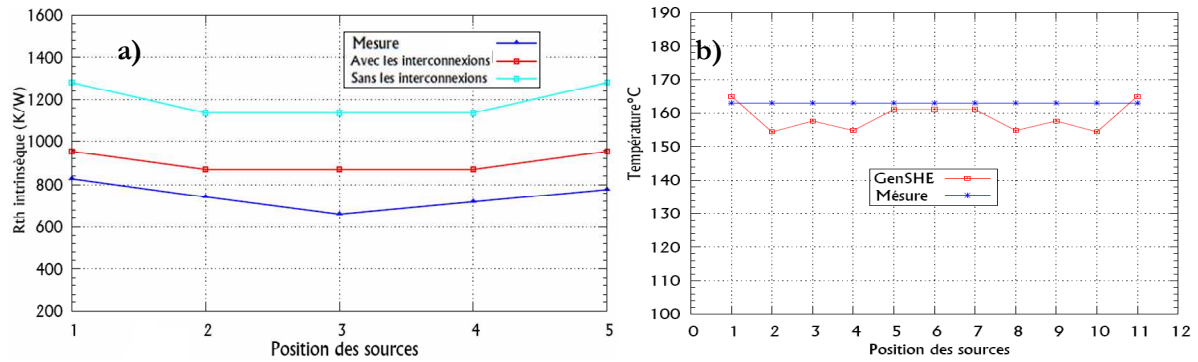 a)
Rth intrinsèque (K/W)
1600
1400
1200
1000
800
600
400
200
Mesure
Avec les interconnexions
Sans les interconnexions
1 2 3 4 5
Position des sources
b)
Température°C
190
180
170
160
150
140
130
120
110
100
GenSHE
Mésure
0 1 2 3 4 5 6 7 8 9 10 11 12
Position des sources